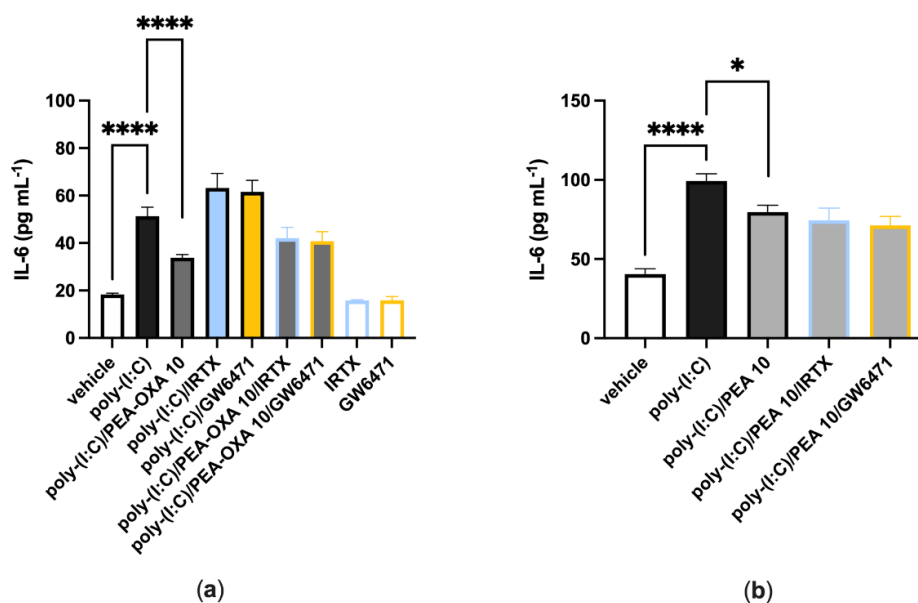 ****
****
100
80
60
40
20
0
IL-6 (pg mL-1)
vehicle
poly-(I:C)
poly-(I:C)/PEA-OXA 10
poly-(I:C)/IRTX
poly-(I:C)/GW6471
poly-(I:C)/PEA-OXA 10/IRTX
poly-(I:C)/PEA-OXA 10/GW6471
IRTX
GW6471
(a)
*
****
150
100
50
0
IL-6 (pg mL-1)
vehicle
poly-(I:C)
poly-(I:C)/PEA 10
poly-(I:C)/PEA 10/IRTX
poly-(I:C)/PEA 10/GW6471
(b)